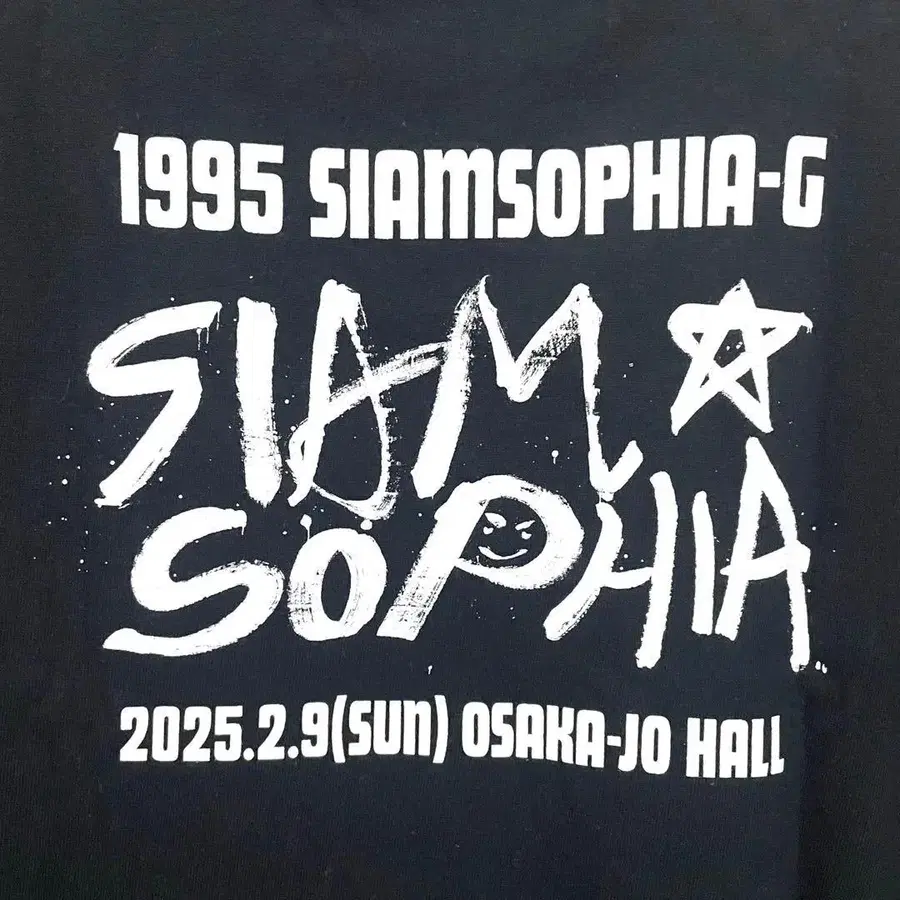 1995 SIAMSOPHIA-G
SIAM
SOPHIA
2025.2.9(SUN) OSAKA-JO HALL